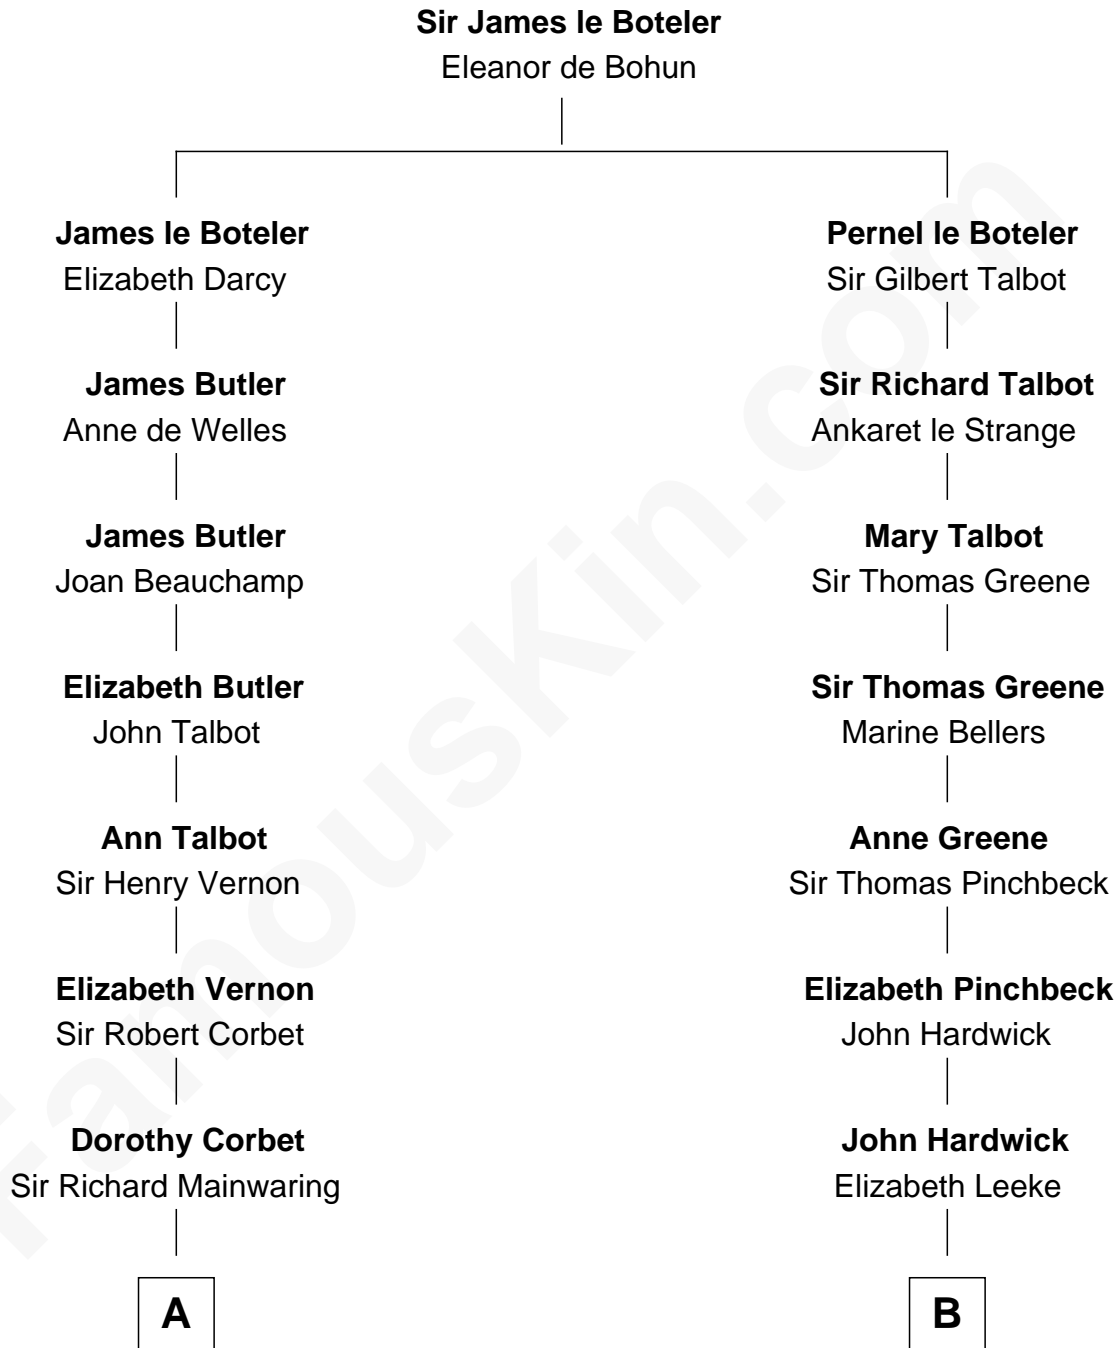 Sir James le Boteler
Eleanor de Bohun
James le Boteler
Elizabeth Darcy
James Butler
Anne de Welles
James Butler
Joan Beauchamp
Elizabeth Butler
John Talbot
Ann Talbot
Sir Henry Vernon
Elizabeth Vernon
Sir Robert Corbet
Dorothy Corbet
Sir Richard Mainwaring
A
Pernel le Boteler
Sir Gilbert Talbot
Sir Richard Talbot
Ankaret le Strange
Mary Talbot
Sir Thomas Greene
Sir Thomas Greene
Marine Bellers
Anne Greene
Sir Thomas Pinchbeck
Elizabeth Pinchbeck
John Hardwick
John Hardwick
Elizabeth Leeke
B
FamousKin.com